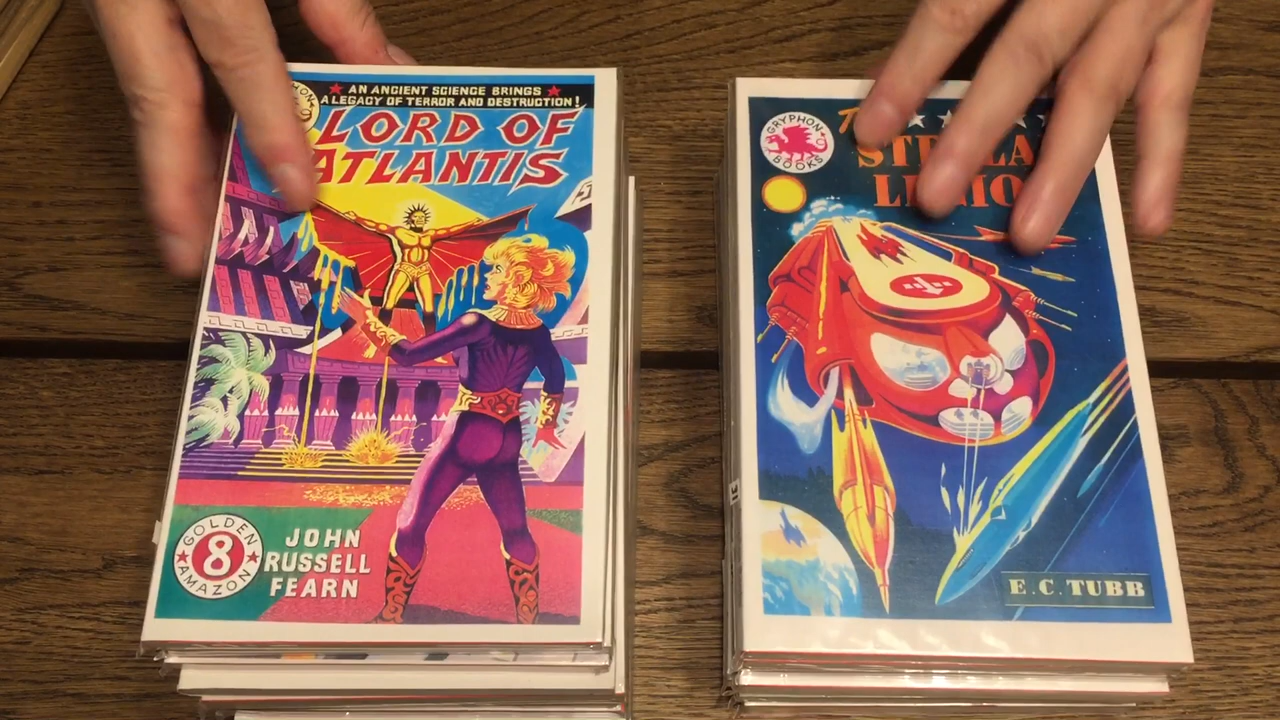 ★ AN ANCIENT SCIENCE BRINGS ★
A LEGACY OF TERROR AND DESTRUCTION!
LORD OF
ATLANTIS
GOLDEN
8
AMAZON
JOHN
RUSSELL
FEARN
GRYPHON
BOOKS
E.C. TUBB